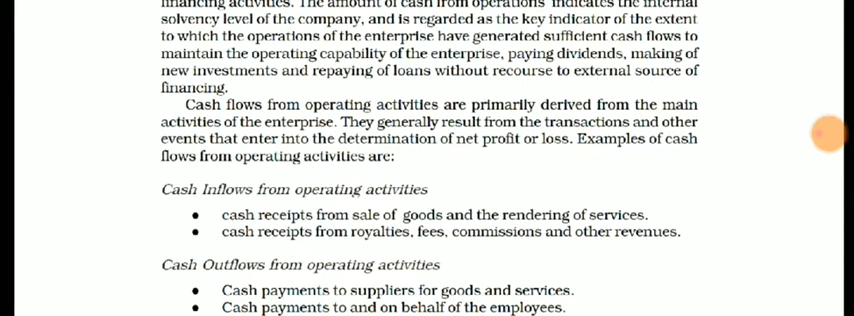 financing activities. The amount of cash from operations' indicates the internal
solvency level of the company, and is regarded as the key indicator of the extent
to which the operations of the enterprise have generated sufficient cash flows to
maintain the operating capability of the enterprise, paying dividends, making of
new investments and repaying of loans without recourse to external source of
financing.
Cash flows from operating activities are primarily derived from the main
activities of the enterprise. They generally result from the transactions and other
events that enter into the determination of net profit or loss. Examples of cash
flows from operating activities are:
Cash Inflows from operating activities
• cash receipts from sale of goods and the rendering of services.
• cash receipts from royalties, fees, commissions and other revenues.
Cash Outflows from operating activities
• Cash payments to suppliers for goods and services.
• Cash payments to and on behalf of the employees.